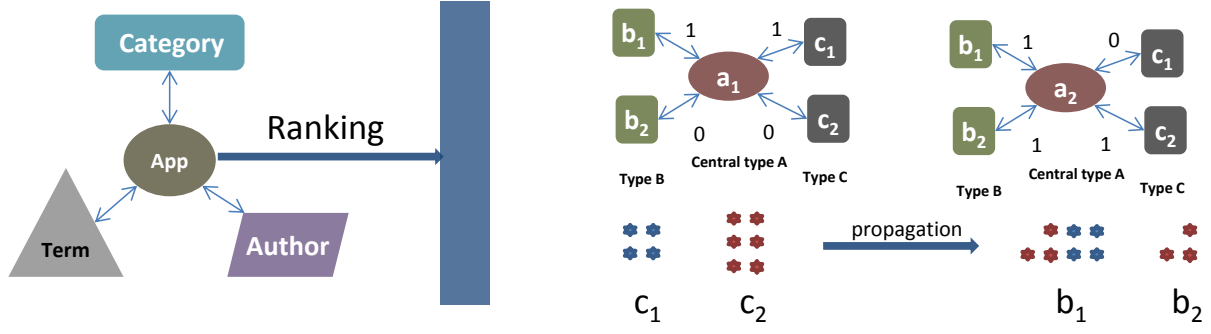 Category
App
Ranking
Term
Author
b1
1
1
c1
a1
b2
0
0
c2
Central type A
Type B
Type C
b1
1
0
c1
a2
b2
1
1
c2
Central type A
Type B
Type C
propagation
c1
c2
b1
b2